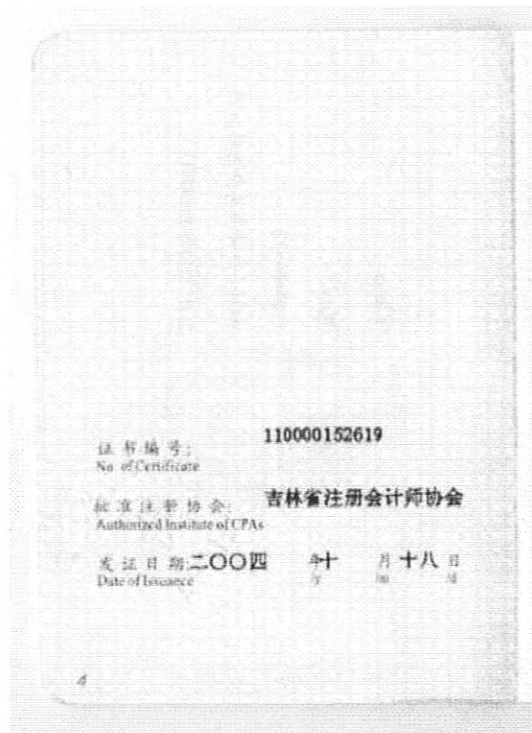 证书编号: 110000152619
No. of Certificate
批准注册协会: 吉林省注册会计师协会
Authorized Institute of CPAs
发证日期:二〇〇四 年十 月十八日
Date of Issuance /y /m /d
4